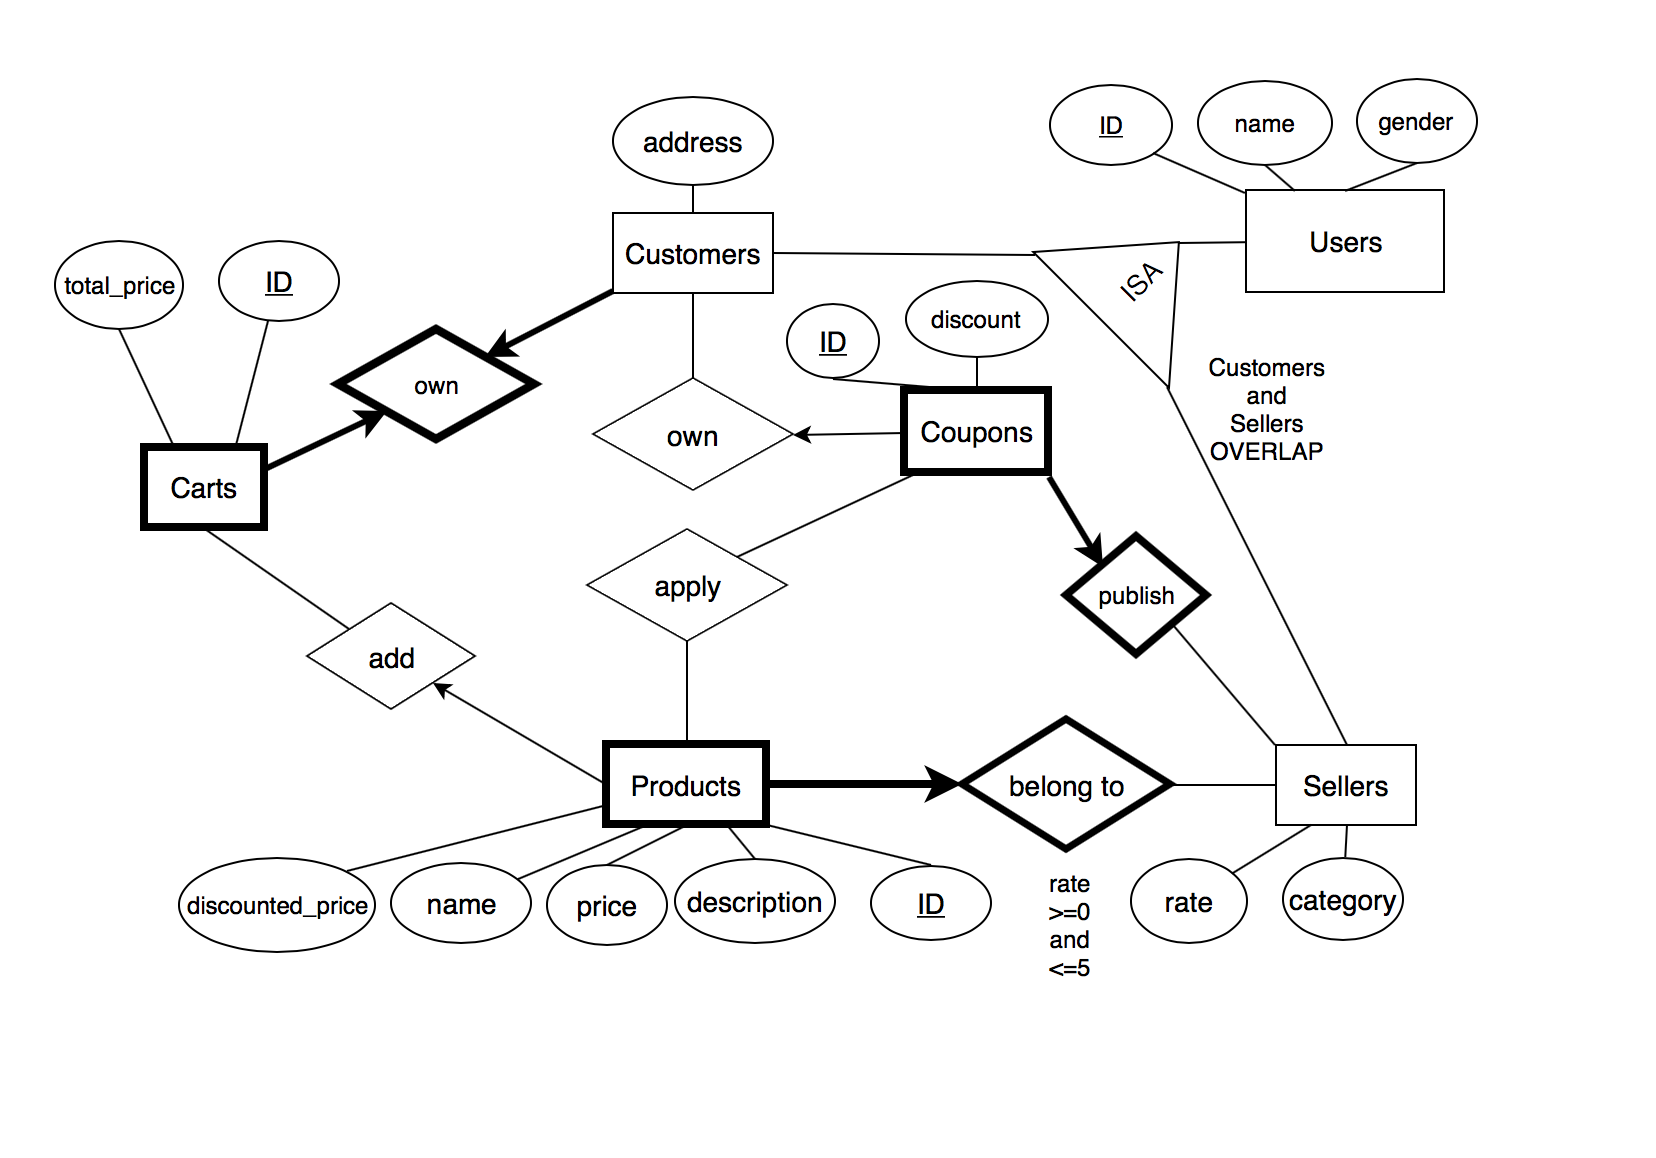 address
ID
name
gender
Customers
Users
total_price
ID
ISA
ID
discount
own
Customers
and
Sellers
OVERLAP
own
Coupons
Carts
apply
publish
add
Products
belong to
Sellers
discounted_price
name
price
description
ID
rate
>=0
and
<=5
rate
category